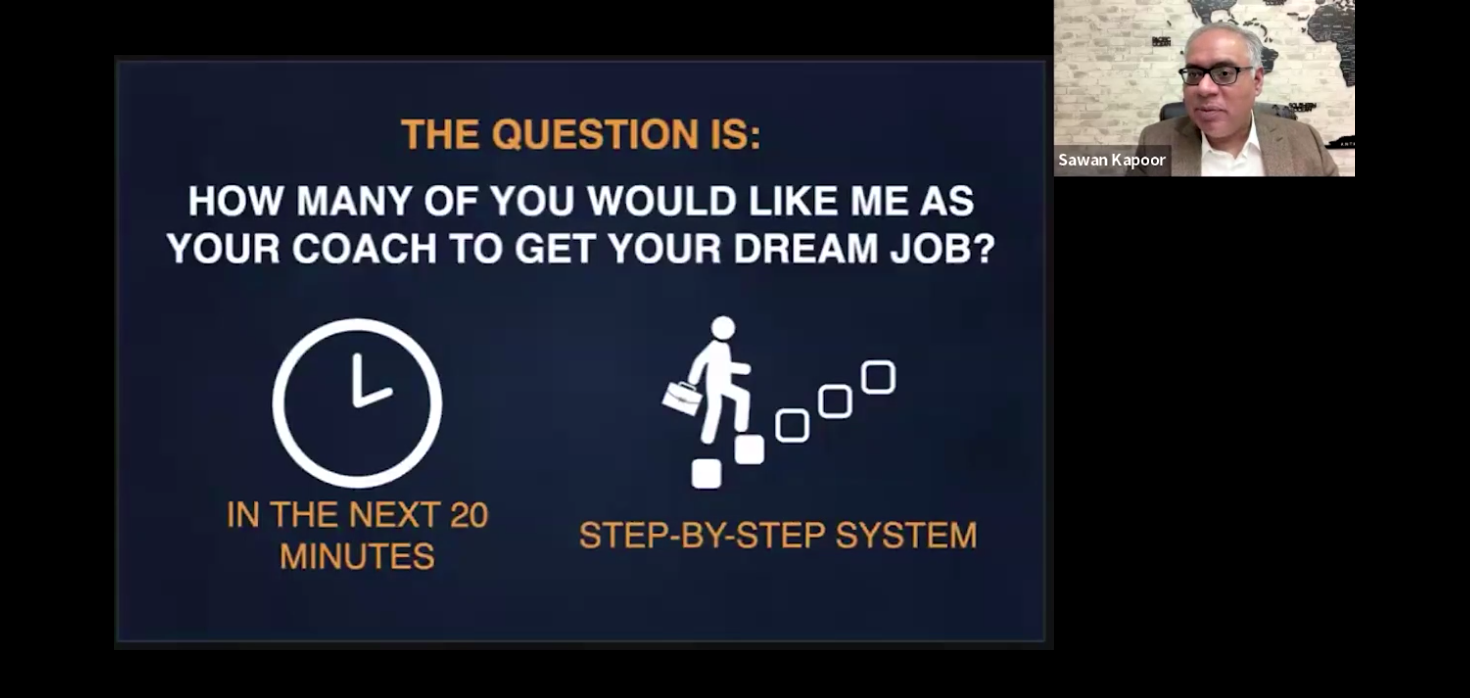 THE QUESTION IS:
HOW MANY OF YOU WOULD LIKE ME AS
YOUR COACH TO GET YOUR DREAM JOB?
IN THE NEXT 20
MINUTES
STEP-BY-STEP SYSTEM
Sawan Kapoor